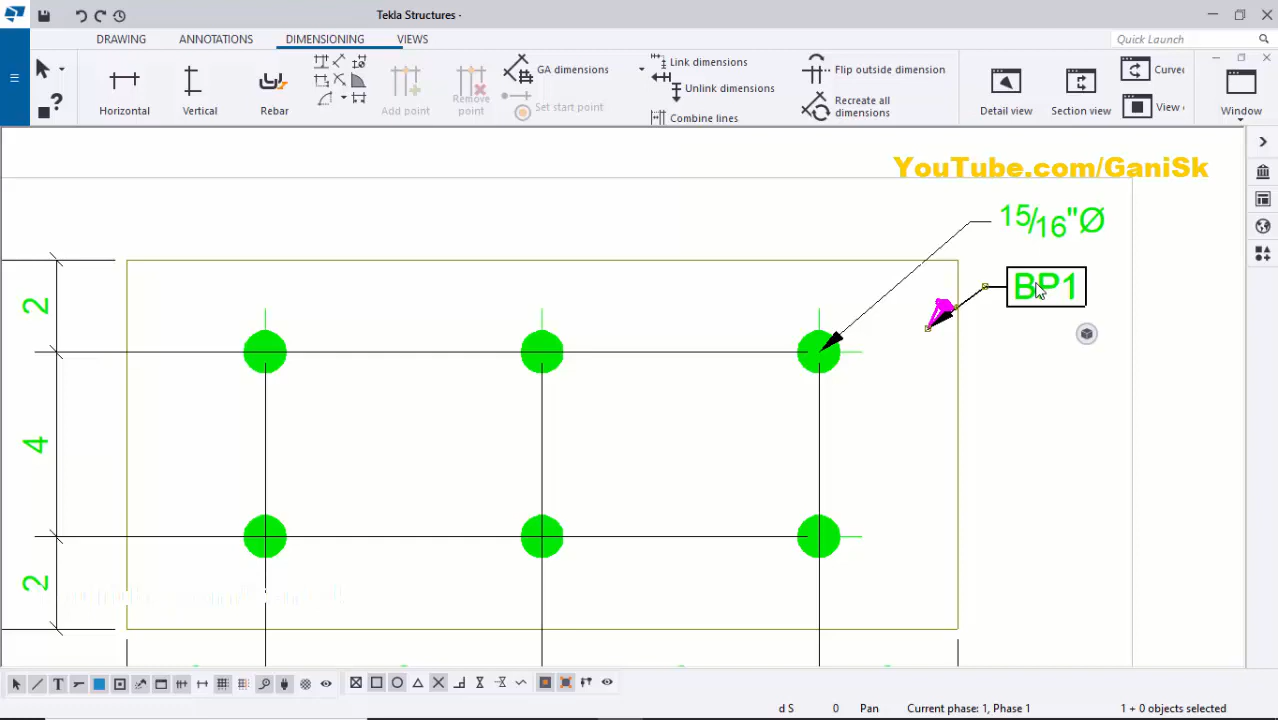 Tekla Structures -
DRAWING
ANNOTATIONS
DIMENSIONING
VIEWS
Quick Launch
Horizontal
Vertical
Rebar
Add point
Remove point
GA dimensions
Set start point
Link dimensions
Unlink dimensions
Combine lines
Flip outside dimension
Recreate all dimensions
Detail view
Section view
Curve
View
Window
YouTube.com/GaniSk
15/16"Ø
BP1
2
4
2
d S 0 Pan Current phase: 1, Phase 1 1 + 0 objects selected